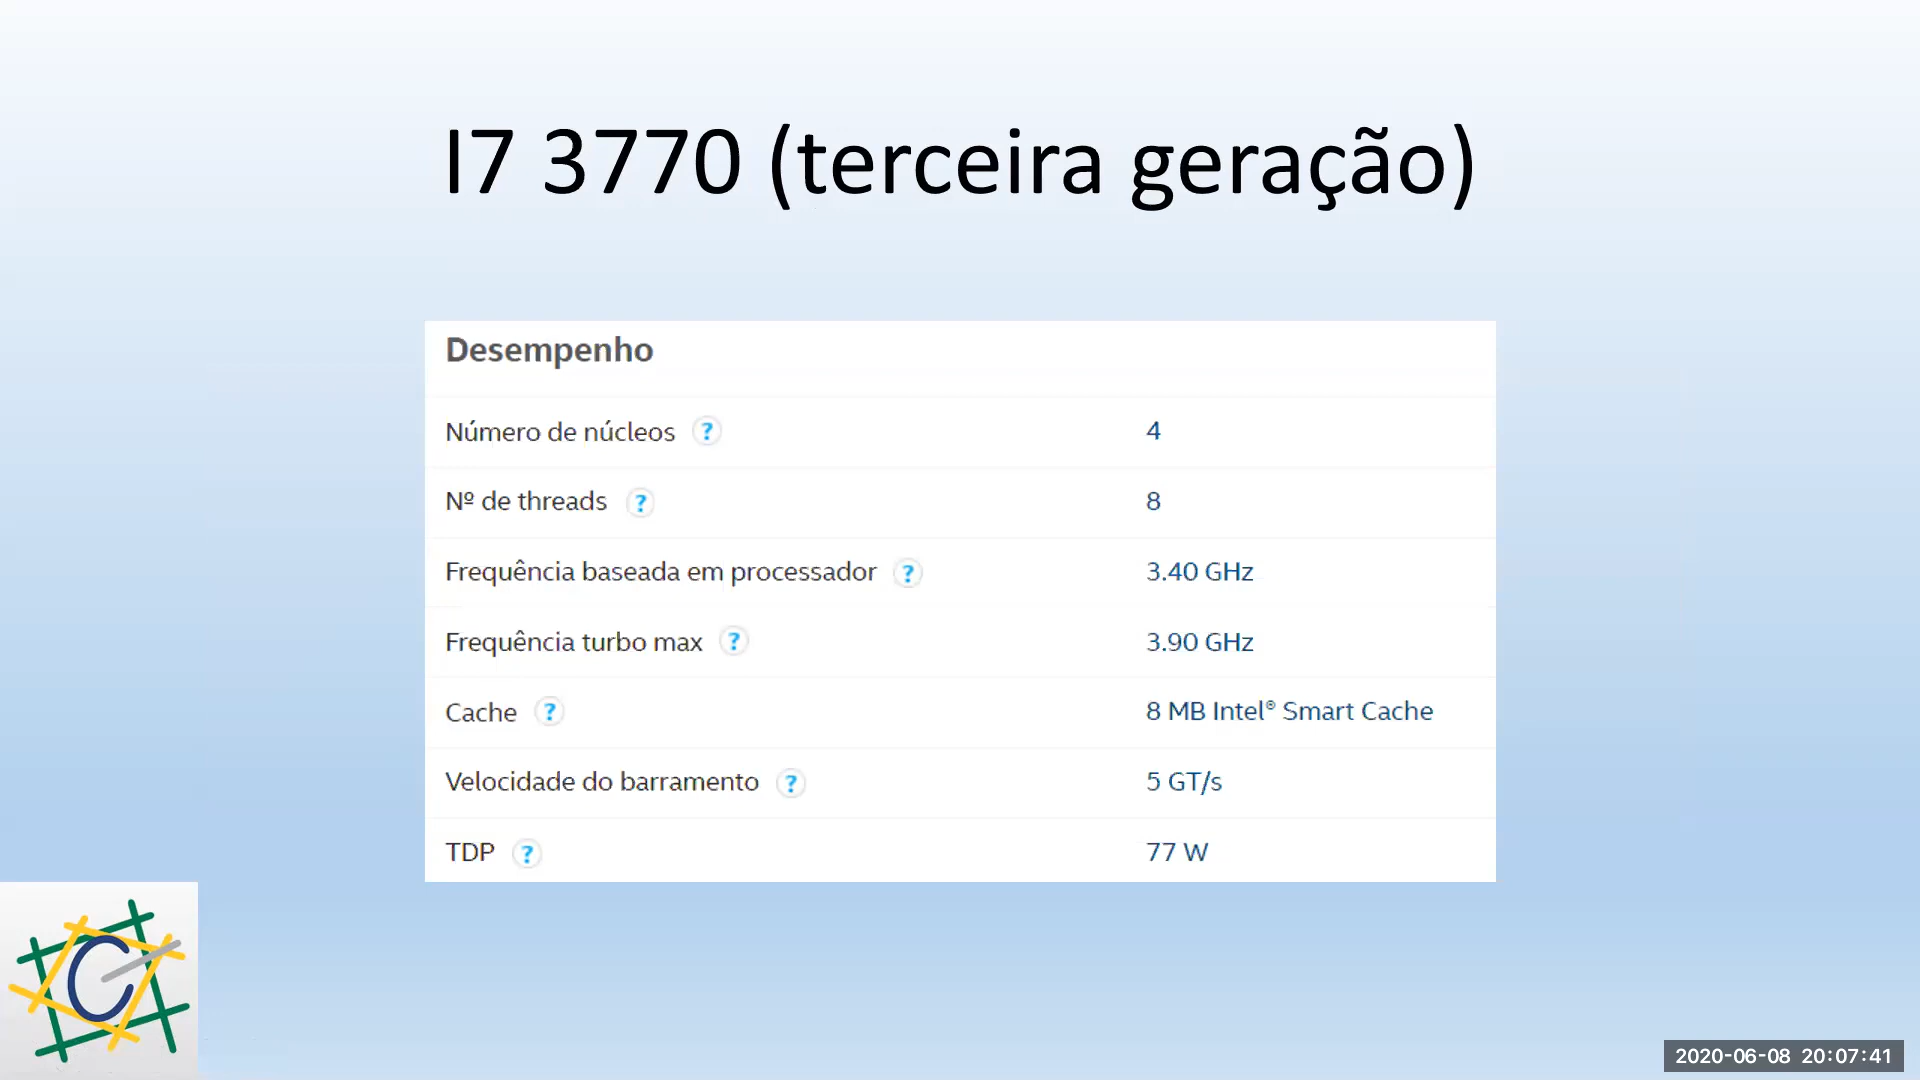 I7 3770 (terceira geração)
Desempenho
Número de núcleos ? 4
Nº de threads ? 8
Frequência baseada em processador ? 3.40 GHz
Frequência turbo max ? 3.90 GHz
Cache ? 8 MB Intel® Smart Cache
Velocidade do barramento ? 5 GT/s
TDP ? 77 W
2020-06-08 20:07:41